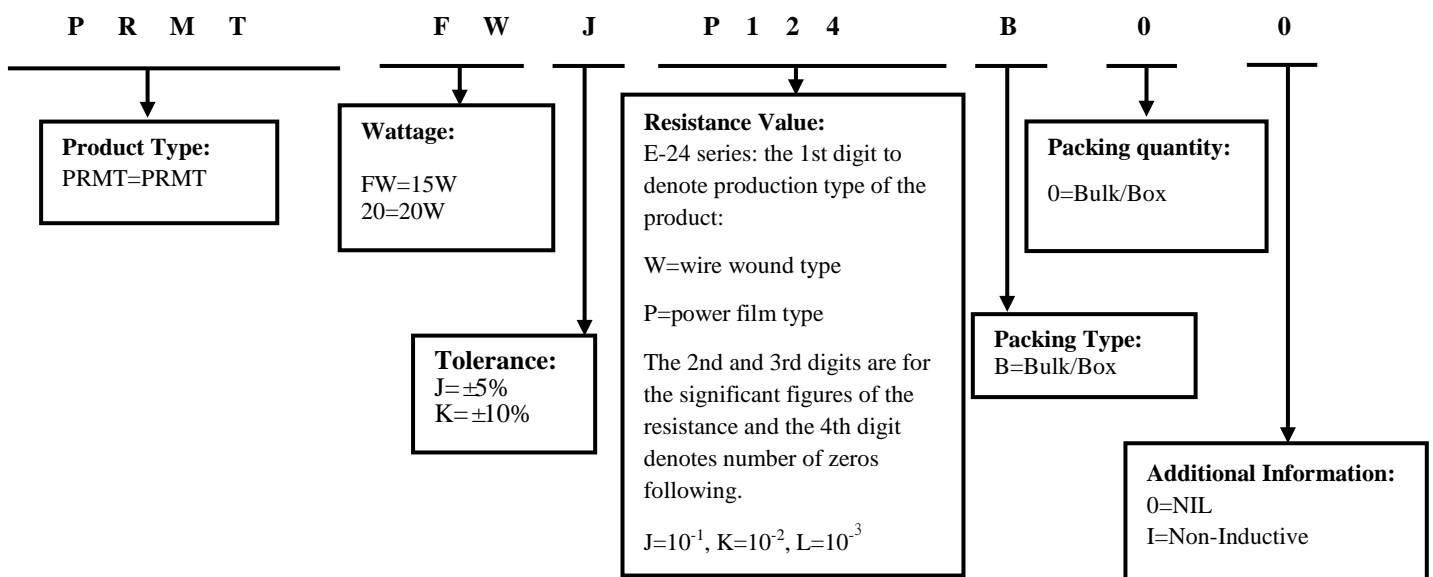 P R M T F W J P 1 2 4 B 0 0
Product Type:
PRMT=PRMT
Wattage:
FW=15W
20=20W
Tolerance:
J=±5%
K=±10%
Resistance Value:
E-24 series: the 1st digit to
denote production type of the
product:
W=wire wound type
P=power film type
The 2nd and 3rd digits are for
the significant figures of the
resistance and the 4th digit
denotes number of zeros
following.
J=10⁻¹, K=10⁻², L=10⁻³
Packing quantity:
0=Bulk/Box
Packing Type:
B=Bulk/Box
Additional Information:
0=NIL
I=Non-Inductive